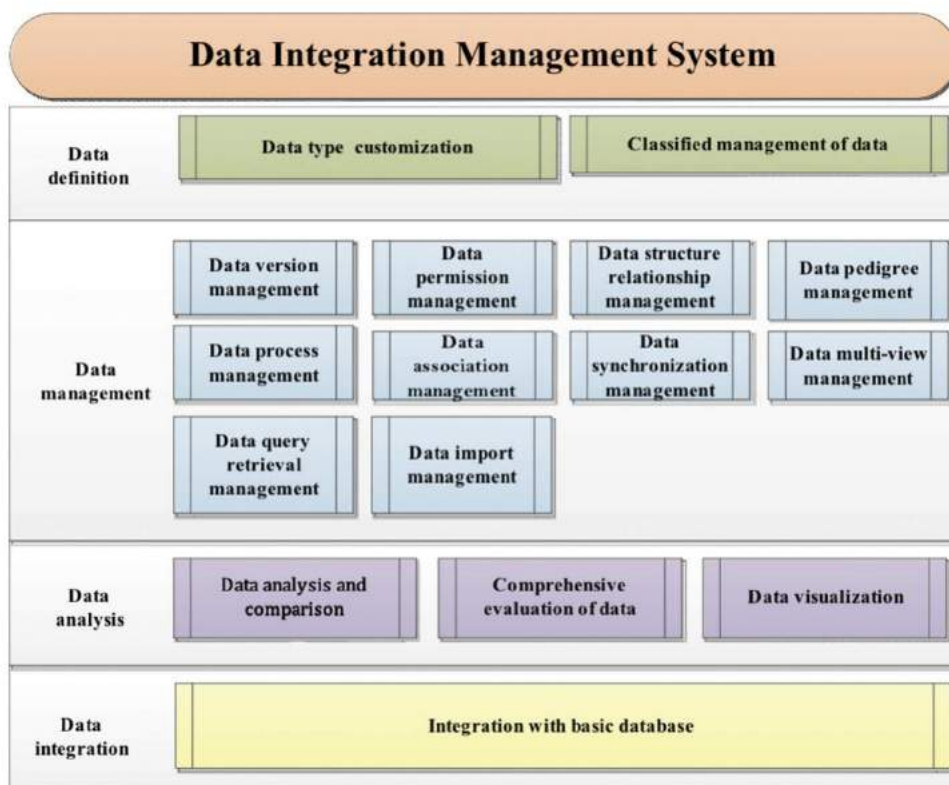 Data Integration Management System
Data
definition
Data type customization
Classified management of data
Data
management
Data version
management
Data
permission
management
Data structure
relationship
management
Data pedigree
management
Data process
management
Data
association
management
Data
synchronization
management
Data multi-view
management
Data query
retrieval
management
Data import
management
Data
analysis
Data analysis and
comparison
Comprehensive
evaluation of data
Data visualization
Data
integration
Integration with basic database